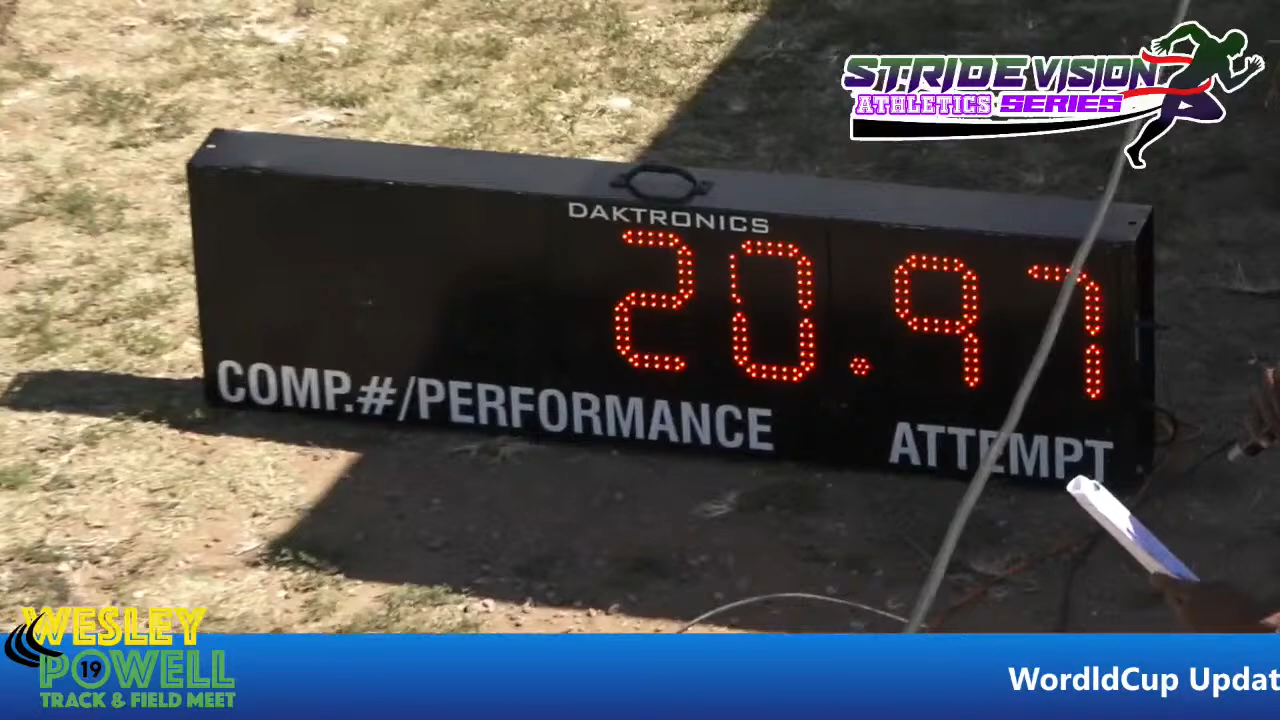 STRIDEVISION
ATHLETICS SERIES
DAKTRONICS
20.97
COMP.#/PERFORMANCE
ATTEMPT
WESLEY
POWELL
19
TRACK & FIELD MEET
WordldCup Updat